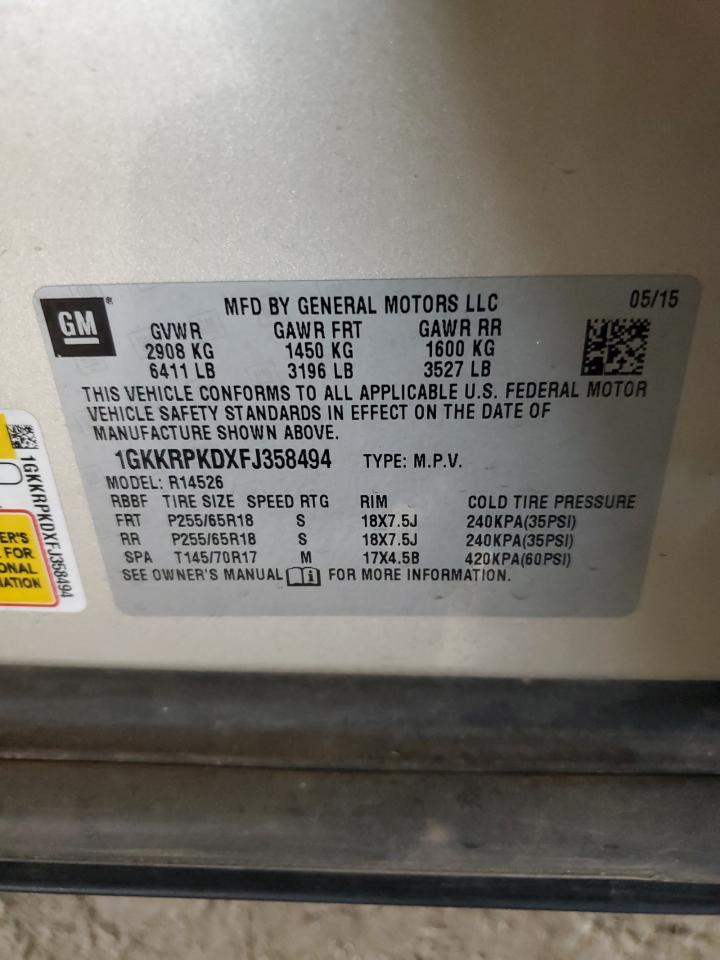 GM
MFD BY GENERAL MOTORS LLC 05/15
GVWR GAWR FRT GAWR RR
2908 KG 1450 KG 1600 KG
6411 LB 3196 LB 3527 LB
THIS VEHICLE CONFORMS TO ALL APPLICABLE U.S. FEDERAL MOTOR
VEHICLE SAFETY STANDARDS IN EFFECT ON THE DATE OF
MANUFACTURE SHOWN ABOVE.
1GKKRPKDXFJ358494 TYPE: M.P.V.
MODEL: R14526
RBBF TIRE SIZE SPEED RTG RIM COLD TIRE PRESSURE
FRT P255/65R18 S 18X7.5J 240KPA(35PSI)
RR P255/65R18 S 18X7.5J 240KPA(35PSI)
SPA T145/70R17 M 17X4.5B 420KPA(60PSI)
SEE OWNER'S MANUAL FOR MORE INFORMATION.
1GKKRPKDXFJ358494
ER'S
FOR
ONAL
MATION